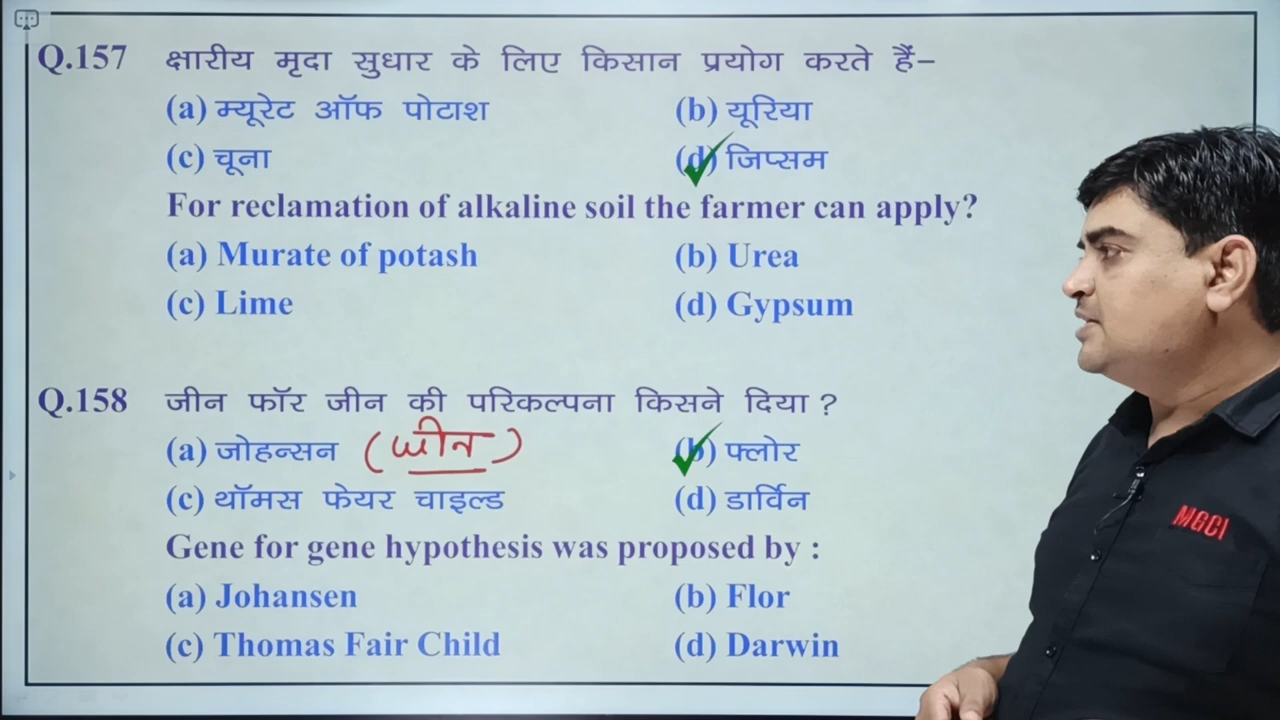 Q.157 क्षारीय मृदा सुधार के लिए किसान प्रयोग करते हैं–
(a) म्यूरेट ऑफ पोटाश (b) यूरिया
(c) चूना (d) जिप्सम
For reclamation of alkaline soil the farmer can apply?
(a) Murate of potash (b) Urea
(c) Lime (d) Gypsum
Q.158 जीन फॉर जीन की परिकल्पना किसने दिया ?
(a) जोहन्सन (जीन) (b) फ्लोर
(c) थॉमस फेयर चाइल्ड (d) डार्विन
Gene for gene hypothesis was proposed by :
(a) Johansen (b) Flor
(c) Thomas Fair Child (d) Darwin
MGCI